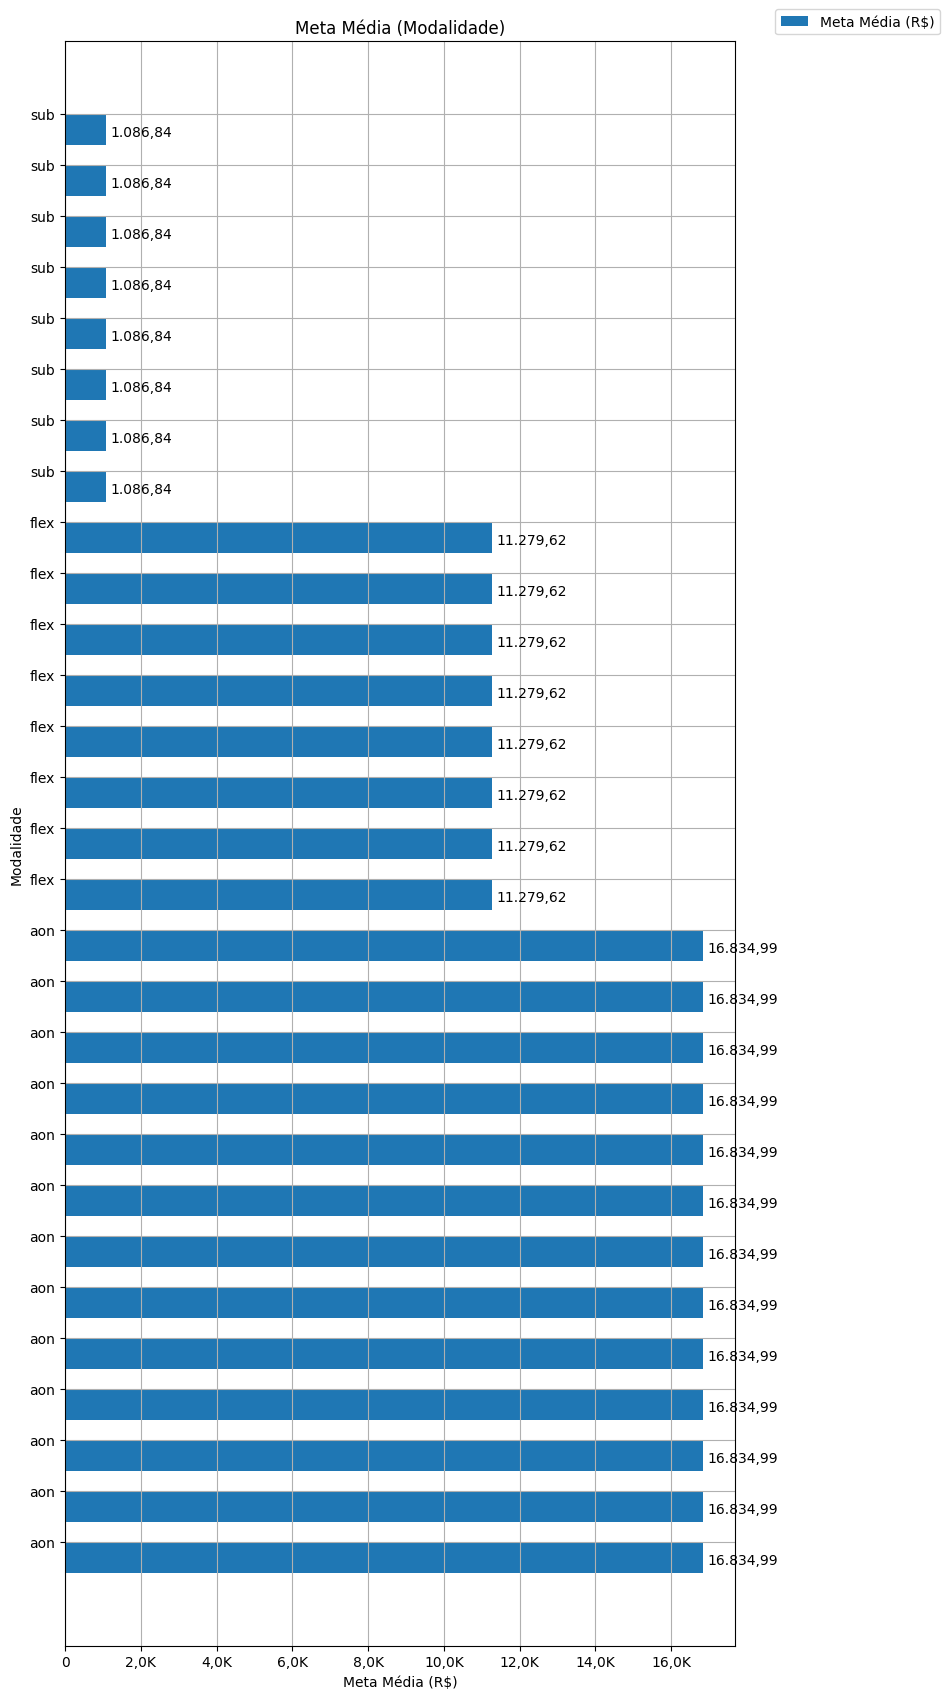 Meta Média (Modalidade)
Meta Média (R$)
sub 1.086,84
sub 1.086,84
sub 1.086,84
sub 1.086,84
sub 1.086,84
sub 1.086,84
sub 1.086,84
sub 1.086,84
flex 11.279,62
flex 11.279,62
flex 11.279,62
flex 11.279,62
flex 11.279,62
flex 11.279,62
flex 11.279,62
flex 11.279,62
aon 16.834,99
aon 16.834,99
aon 16.834,99
aon 16.834,99
aon 16.834,99
aon 16.834,99
aon 16.834,99
aon 16.834,99
aon 16.834,99
aon 16.834,99
aon 16.834,99
aon 16.834,99
aon 16.834,99
Modalidade
0 2,0K 4,0K 6,0K 8,0K 10,0K 12,0K 14,0K 16,0K
Meta Média (R$)